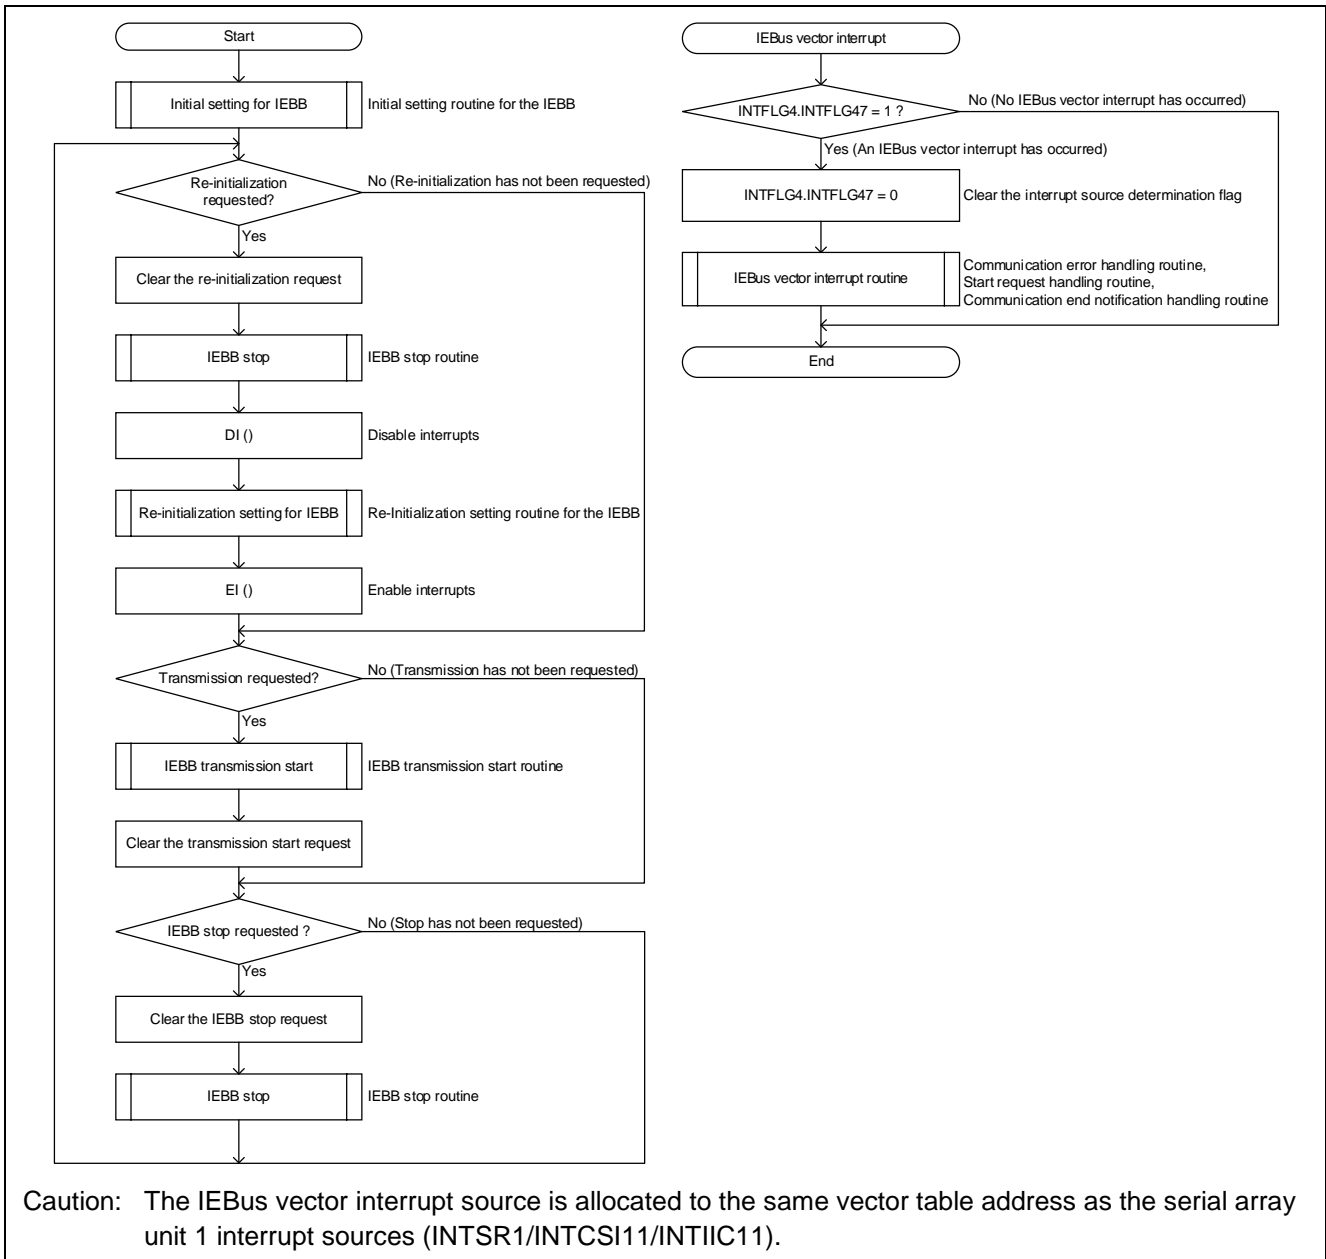 Start
Initial setting for IEBB
Initial setting routine for the IEBB
Re-initialization
requested?
No (Re-initialization has not been requested)
Yes
Clear the re-initialization request
IEBB stop
IEBB stop routine
DI ()
Disable interrupts
Re-initialization setting for IEBB
Re-Initialization setting routine for the IEBB
EI ()
Enable interrupts
Transmission requested?
No (Transmission has not been requested)
Yes
IEBB transmission start
IEBB transmission start routine
Clear the transmission start request
IEBB stop requested ?
No (Stop has not been requested)
Yes
Clear the IEBB stop request
IEBB stop
IEBB stop routine
IEBus vector interrupt
INTFLG4.INTFLG47 = 1 ?
No (No IEBus vector interrupt has occurred)
Yes (An IEBus vector interrupt has occurred)
INTFLG4.INTFLG47 = 0
Clear the interrupt source determination flag
IEBus vector interrupt routine
Communication error handling routine,
Start request handling routine,
Communication end notification handling routine
End
Caution: The IEBus vector interrupt source is allocated to the same vector table address as the serial array
unit 1 interrupt sources (INTSR1/INTCSI11/INTIIC11).